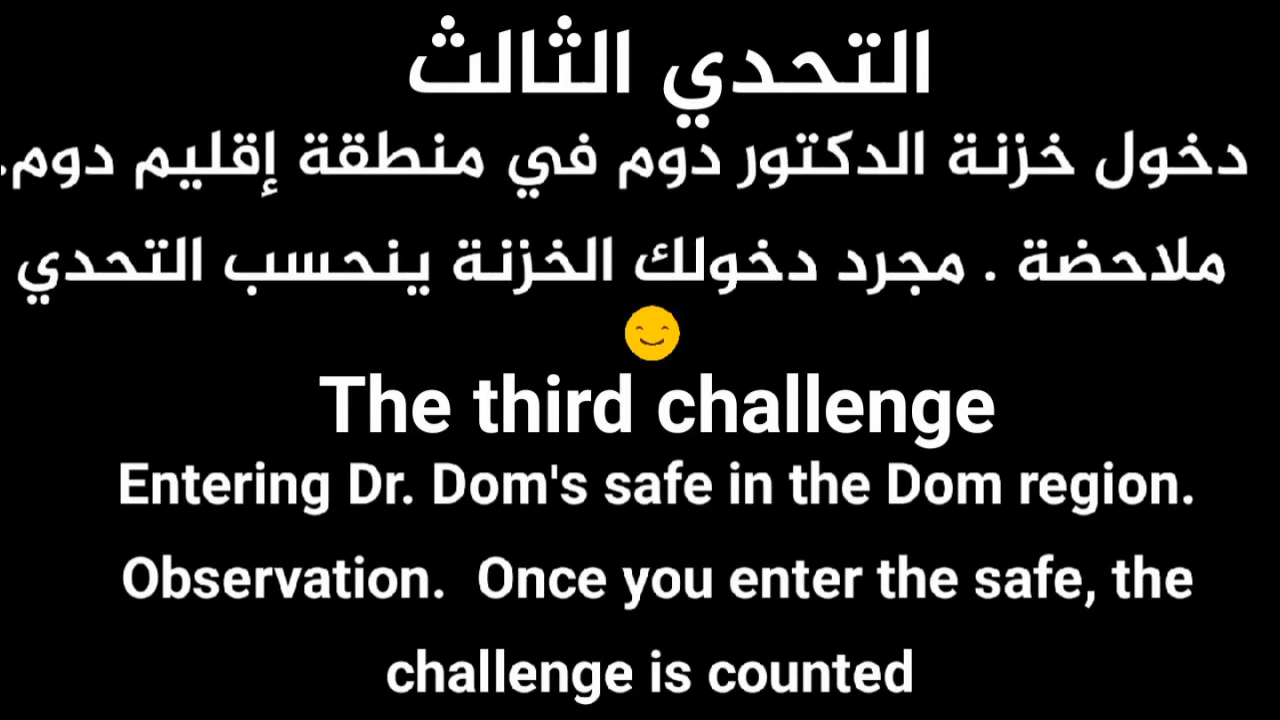 التحدي الثالث
دخول خزنة الدكتور دوم في منطقة إقليم دوم.
ملاحضة . مجرد دخولك الخزنة ينحسب التحدي
😊
The third challenge
Entering Dr. Dom's safe in the Dom region.
Observation.  Once you enter the safe, the
challenge is counted